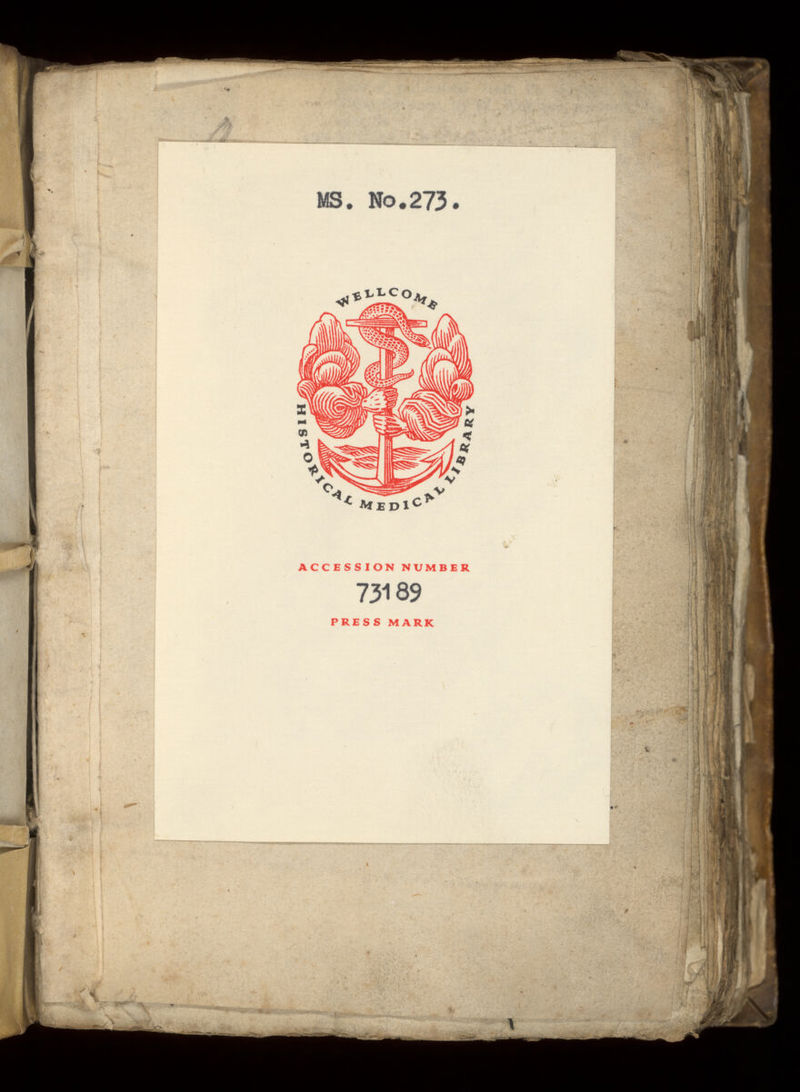 MS. No.273.
WELLCOME
HISTORICAL MEDICAL LIBRARY
ACCESSION NUMBER
73189
PRESS MARK